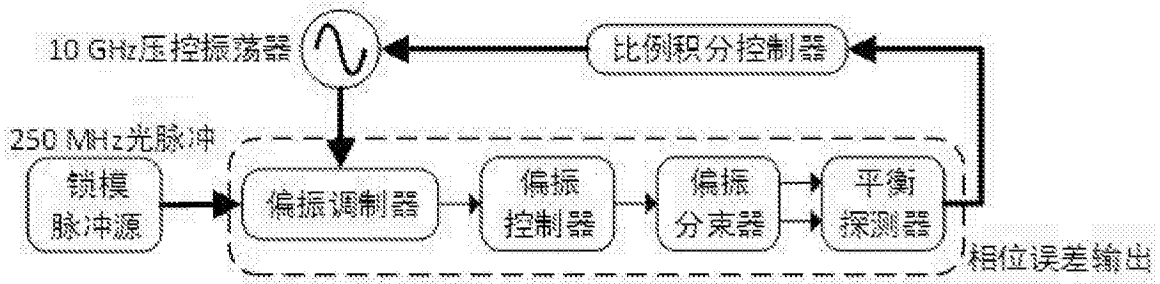 10 GHz压控振荡器
比例积分控制器
250 MHz光脉冲
锁模
脉冲源
偏振调制器
偏振
控制器
偏振
分束器
平衡
探测器
相位误差输出